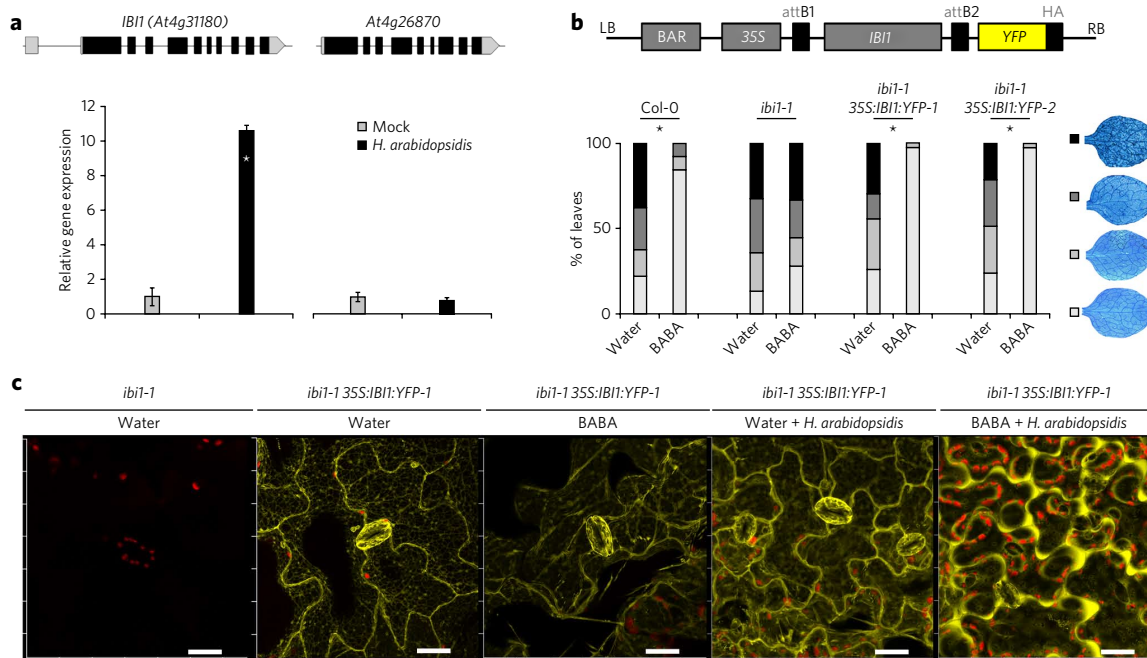 a
IBI1 (At4g31180)
At4g26870
12
10
8
6
4
2
0
Relative gene expression
Mock
H. arabidopsidis
*
b
LB
BAR
35S
attB1
IBI1
attB2
YFP
HA
RB
Col-0
ibi1-1
ibi1-1
35S:IBI1:YFP-1
ibi1-1
35S:IBI1:YFP-2
*
*
*
100
50
0
% of leaves
Water
BABA
Water
BABA
Water
BABA
Water
BABA
c
ibi1-1
ibi1-1 35S:IBI1:YFP-1
ibi1-1 35S:IBI1:YFP-1
ibi1-1 35S:IBI1:YFP-1
ibi1-1 35S:IBI1:YFP-1
Water
Water
BABA
Water + H. arabidopsidis
BABA + H. arabidopsidis